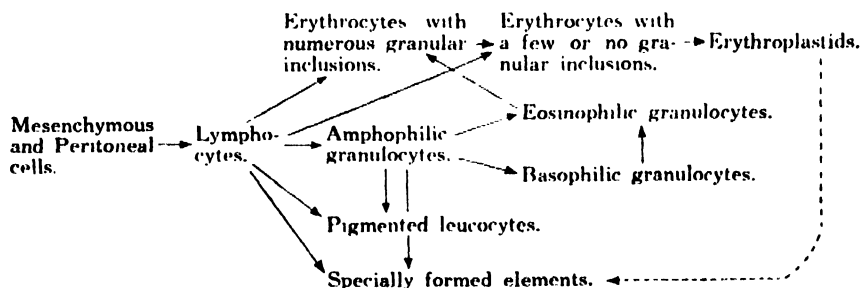 Erythrocytes with
numerous granular
inclusions.
Erythrocytes with
a few or no gra-
nular inclusions.
Erythroplastids.
Mesenchymous
and Peritoneal
cells.
Lympho-
cytes.
Amphophilic
granulocytes.
Eosinophilic granulocytes.
Basophilic granulocytes.
Pigmented leucocytes.
Specially formed elements.